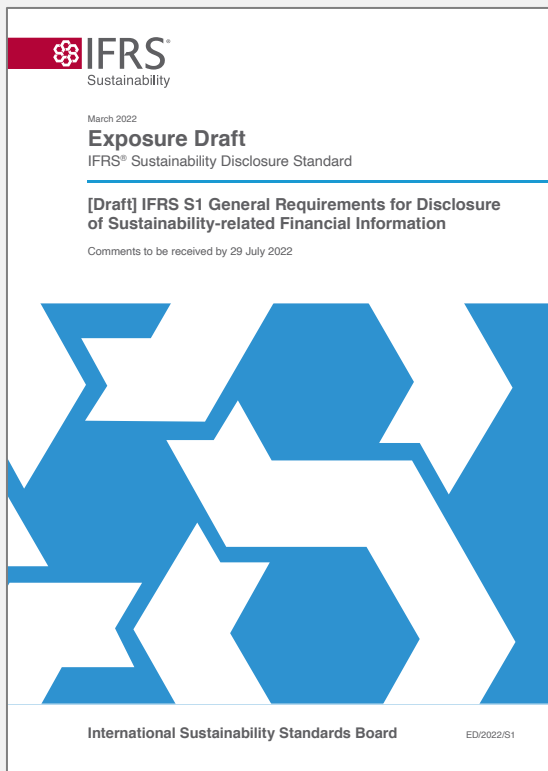 IFRS®
Sustainability
March 2022
Exposure Draft
IFRS® Sustainability Disclosure Standard
[Draft] IFRS S1 General Requirements for Disclosure
of Sustainability-related Financial Information
Comments to be received by 29 July 2022
International Sustainability Standards Board
ED/2022/S1